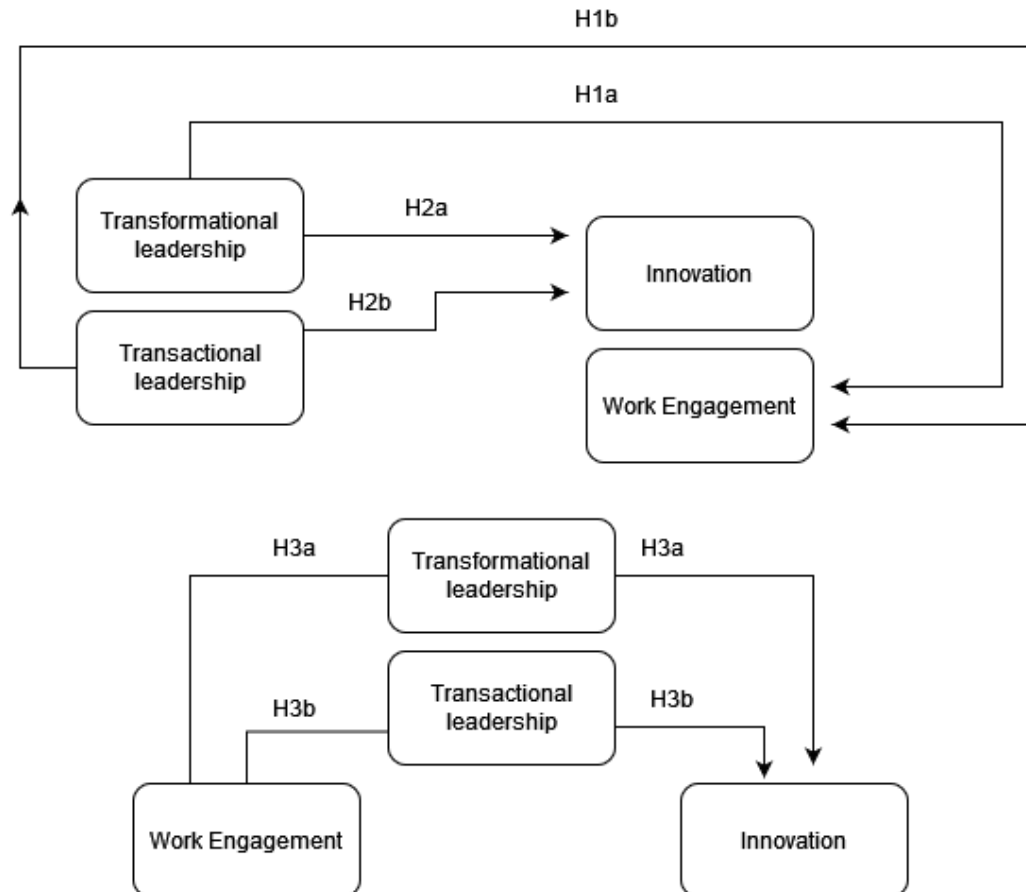 H1b
H1a
Transformational
leadership
H2a
Innovation
H2b
Transactional
leadership
Work Engagement
H3a
Transformational
leadership
H3a
H3b
Transactional
leadership
H3b
Work Engagement
Innovation